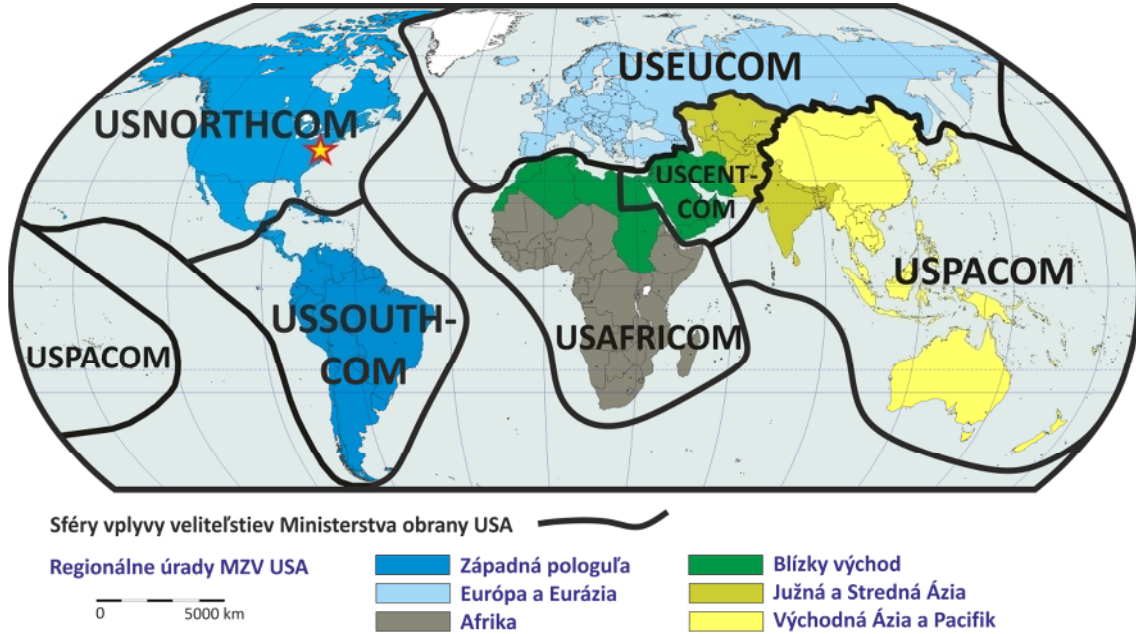 USEUCOM
USNORTHCOM
USCENT-
COM
USPACOM
USSOUTH-
COM
USAFRICOM
USPACOM
Sféry vplyvy veliteľstiev Ministerstva obrany USA
Regionálne úrady MZV USA
0 5000 km
Západná pologuľa
Európa a Eurázia
Afrika
Blízky východ
Južná a Stredná Ázia
Východná Ázia a Pacifik